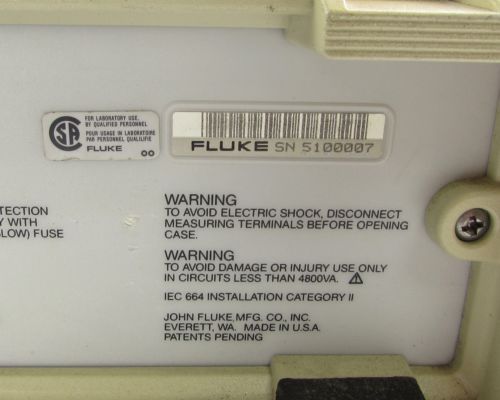 FOR LABORATORY USE,
BY QUALIFIED PERSONNEL
POUR USAGE IN LABORATOIRE
PAR PERSONNEL QUALILIFIE
FLUKE 00
FLUKE SN 5100007
TECTION
Y WITH
LOW) FUSE
WARNING
TO AVOID ELECTRIC SHOCK, DISCONNECT
MEASURING TERMINALS BEFORE OPENING
CASE.
WARNING
TO AVOID DAMAGE OR INJURY USE ONLY
IN CIRCUITS LESS THAN 4800VA.
IEC 664 INSTALLATION CATEGORY II
JOHN FLUKE MFG. CO., INC.
EVERETT, WA. MADE IN U.S.A.
PATENTS PENDING